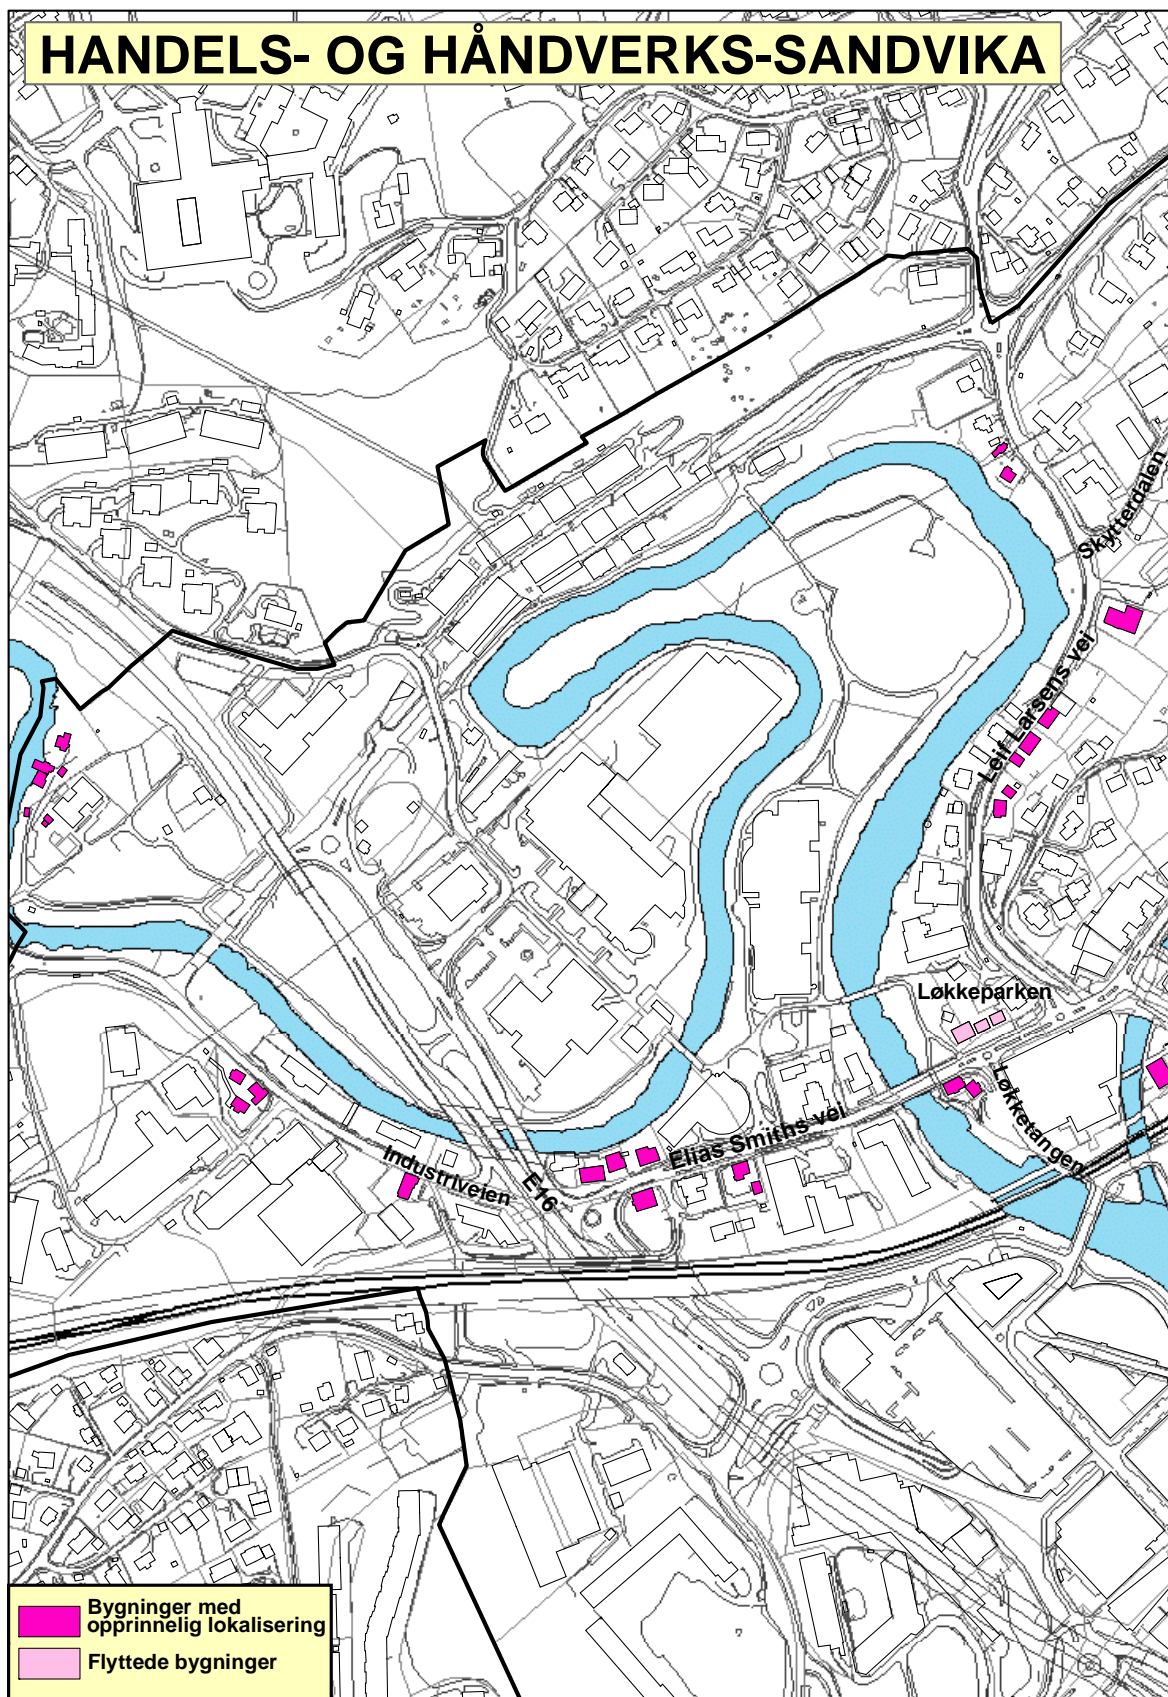 HANDELS- OG HÅNDVERKS-SANDVIKA
Skytterdalen
Leif Larsens vei
Løkkeparken
Løkketangen
Elias Smiths vei
Industriveien
E16
Bygninger med
opprinnelig lokalisering
Flyttede bygninger